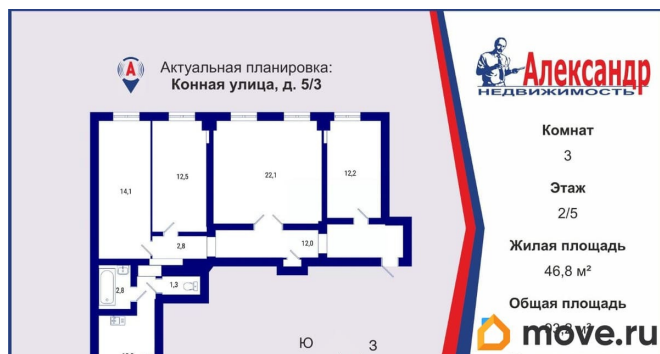 Актуальная планировка:
Конная улица, д. 5/3
А
Александр
НЕДВИЖИМОСТЬ
Комнат
3
Этаж
2/5
Жилая площадь
46,8 м²
Общая площадь
move.ru
14,1
12,5
22,1
12,2
2,8
12,0
2,8
1,3
Ю
З